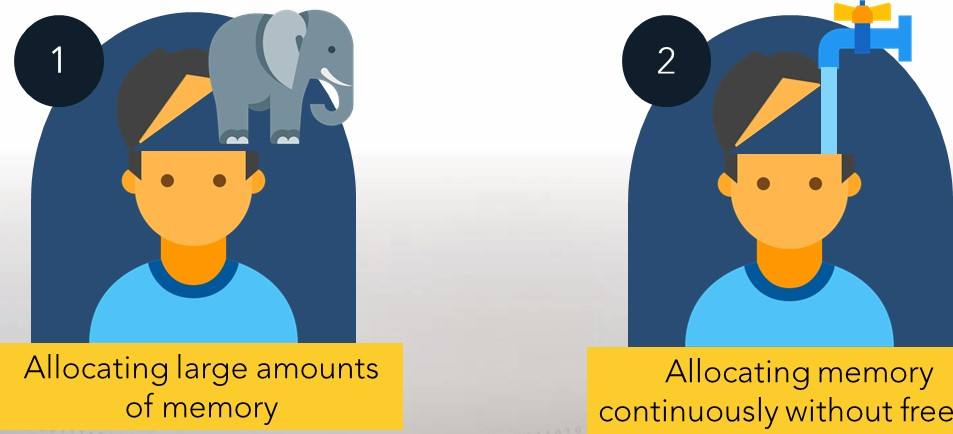 1
Allocating large amounts
of memory
2
Allocating memory
continuously without free